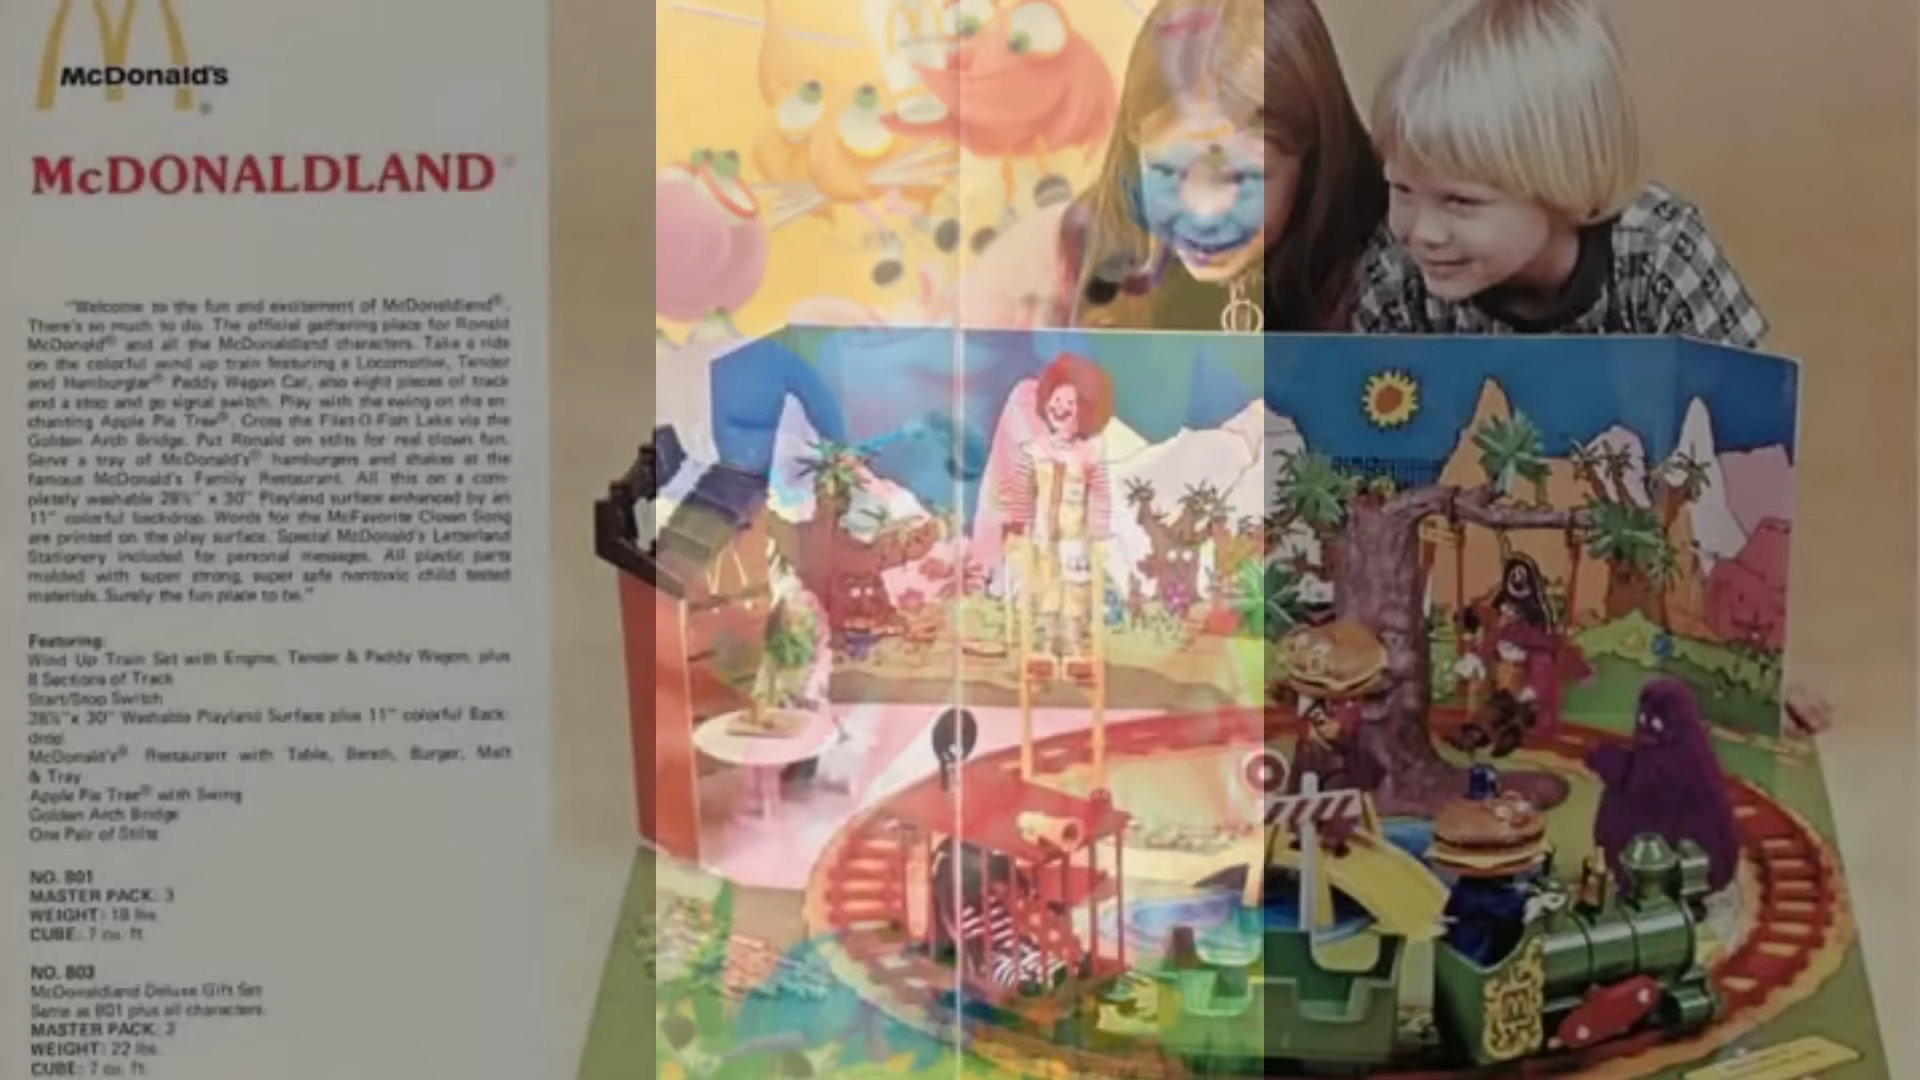 McDonald's®
McDONALDLAND®
"Welcome to the fun and excitement of McDonaldland®.
There's so much to do. The official gathering place for Ronald
McDonald® and all the McDonaldland characters. Take a ride
on the colorful wind up train featuring a Locomotive, Tender
and Hamburglar® Paddy Wagon Car, also eight pieces of track
and a stop and go signal switch. Play with the swing on the en-
chanting Apple Pie Tree®. Cross the Filet-O-Fish Lake via the
Golden Arch Bridge. Put Ronald on stilts for real clown fun.
Serve a tray of McDonald's® hamburgers and shakes at the
famous McDonald's Family Restaurant. All this on a com-
pletely washable 28½" x 30" Playland surface enhanced by an
11" colorful backdrop. Words for the McFavorite Clown Song
are printed on the play surface. Special McDonald's Letterland
Stationery included for personal messages. All plastic parts
molded with super strong, super safe nontoxic child tested
materials. Surely the fun place to be."
Featuring:
Wind Up Train Set with Engine, Tender & Paddy Wagon, plus
8 Sections of Track
Start/Stop Switch
28½" x 30" Washable Playland Surface plus 11" colorful Back-
drop
McDonald's® Restaurant with Table, Bench, Burger, Malt
& Tray
Apple Pie Tree® with Swing
Golden Arch Bridge
One Pair of Stilts
NO. 801
MASTER PACK: 3
WEIGHT: 18 lbs.
CUBE: 7 cu. ft.
NO. 803
McDonaldland Deluxe Gift Set
Same as 801 plus all characters.
MASTER PACK: 3
WEIGHT: 22 lbs.
CUBE: 7 cu. ft.